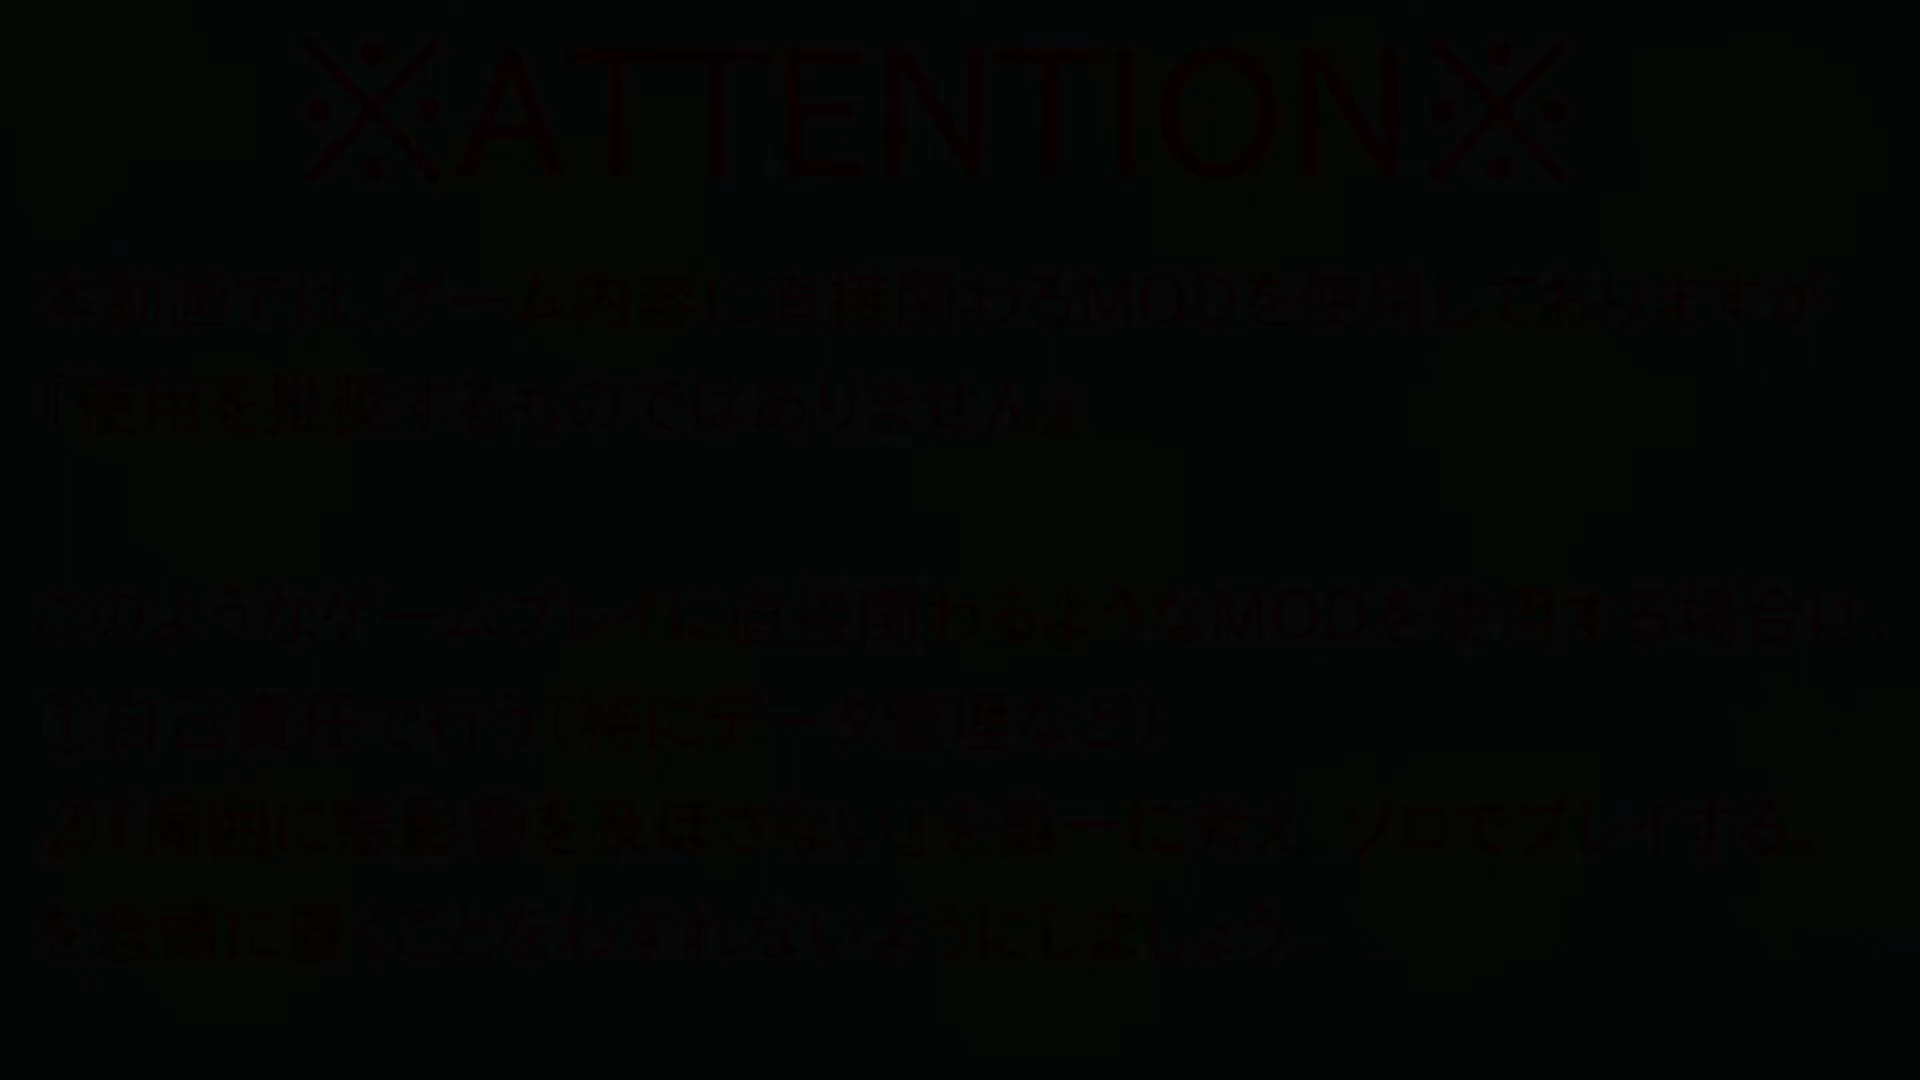 ※ATTENTION※
本動画では、ゲーム内容に直接関わるMODを使用しておりますが、
『使用を推奨するものではありません』
このようなゲームプレイに直接関わるようなMODを使用する場合は、
①自己責任で行う(特にデータ管理など)
②『周囲に悪影響を及ぼさない』を第一に考え、ソロでプレイする。
を念頭に置くことをわすれないようにしましょう。